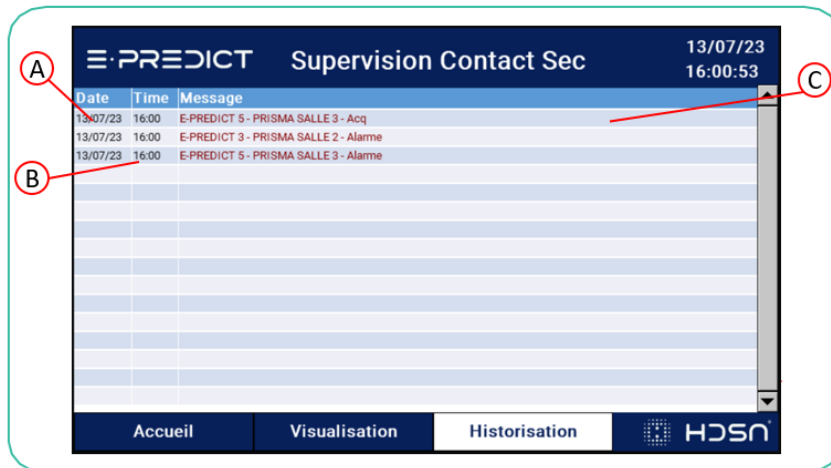 E·PREDICT Supervision Contact Sec 13/07/23
16:00:53
A
C
Date Time Message
13/07/23 16:00 E-PREDICT 5 - PRISMA SALLE 3 - Acq
13/07/23 16:00 E-PREDICT 3 - PRISMA SALLE 2 - Alarme
13/07/23 16:00 E-PREDICT 5 - PRISMA SALLE 3 - Alarme
B
Accueil Visualisation Historisation HDSN